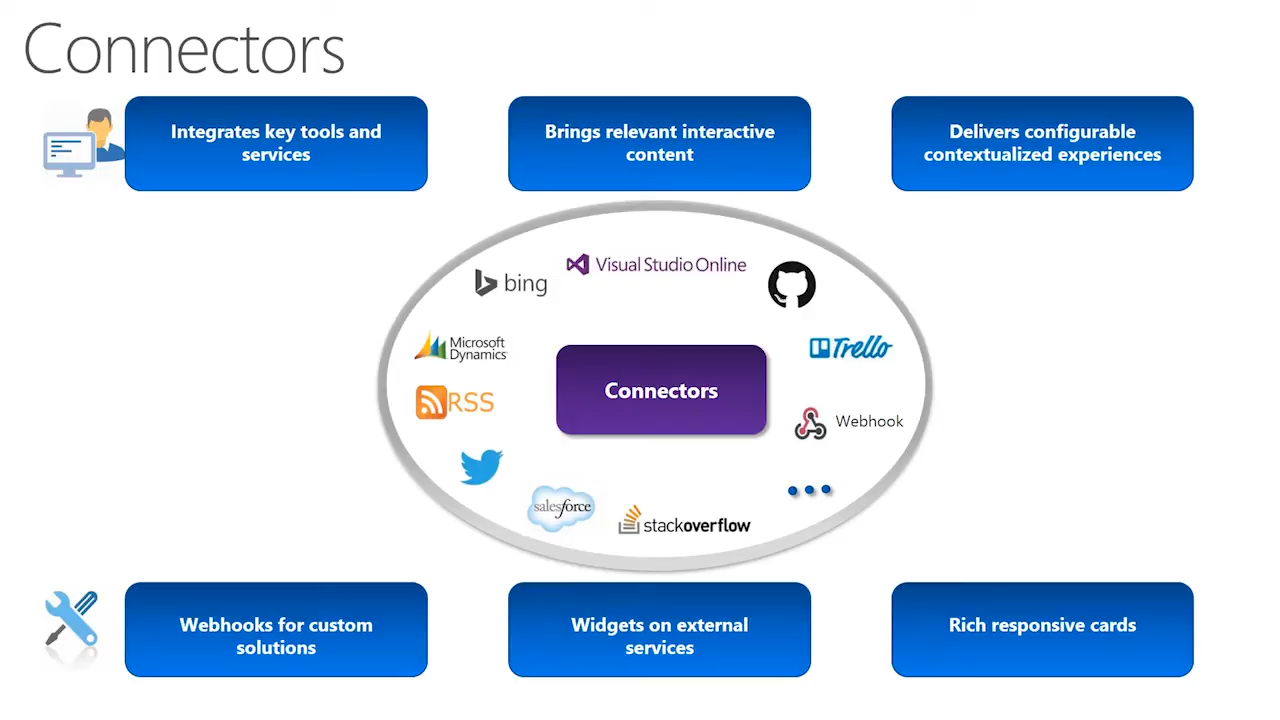 Connectors
Integrates key tools and
services
Brings relevant interactive
content
Delivers configurable
contextualized experiences
Visual Studio Online
bing
Microsoft
Dynamics
Trello
Connectors
RSS
Webhook
salesforce
stackoverflow
Webhooks for custom
solutions
Widgets on external
services
Rich responsive cards